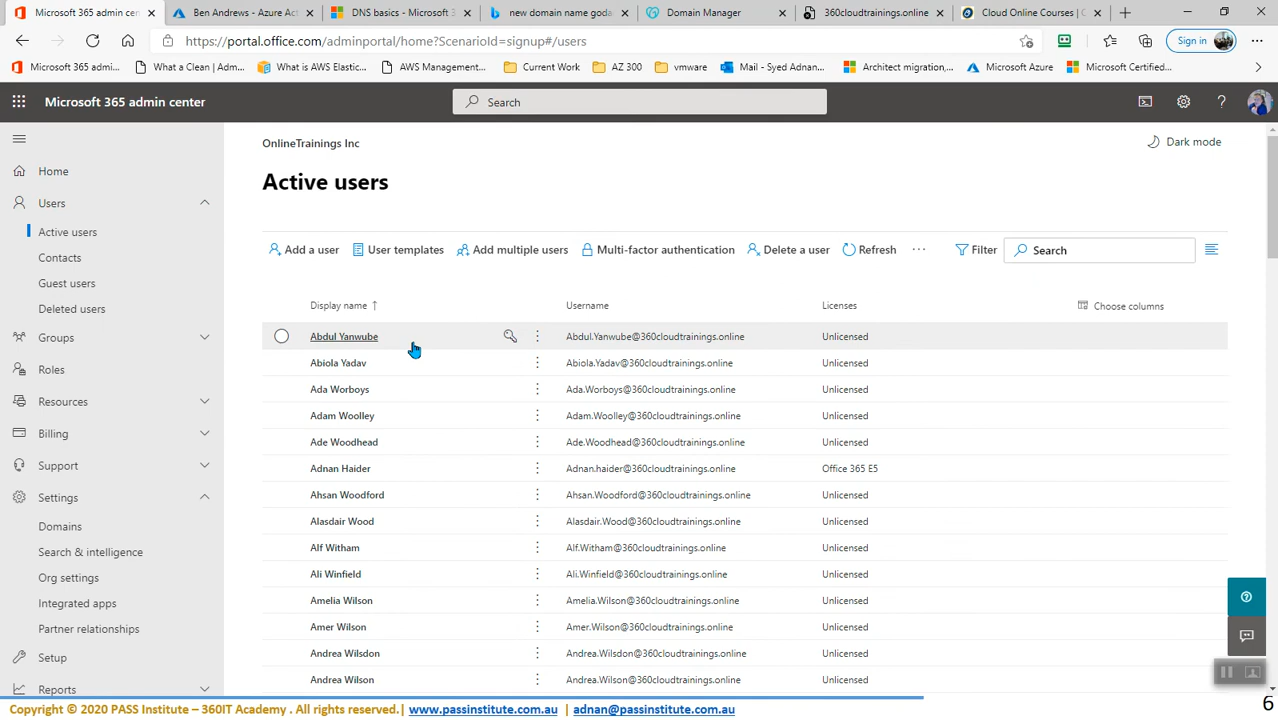 Microsoft 365 admin center
Ben Andrews - Azure Act
DNS basics - Microsoft 3
new domain name goda
Domain Manager
360cloudtrainings.online
Cloud Online Courses | C
https://portal.office.com/adminportal/home?ScenarioId=signup#/users
Sign in
Microsoft 365 admi...
What a Clean | Adm...
What is AWS Elastic...
AWS Management...
Current Work
AZ 300
vmware
Mail - Syed Adnan...
Architect migration,...
Microsoft Azure
Microsoft Certified...
Microsoft 365 admin center
Search
OnlineTrainings Inc
Dark mode
Active users
Home
Users
Active users
Contacts
Guest users
Deleted users
Groups
Roles
Resources
Billing
Support
Settings
Domains
Search & intelligence
Org settings
Integrated apps
Partner relationships
Setup
Reports
Add a user
User templates
Add multiple users
Multi-factor authentication
Delete a user
Refresh
Filter
Search
Display name ↑ Username Licenses Choose columns
Abdul Yanwube Abdul.Yanwube@360cloudtrainings.online Unlicensed
Abiola Yadav Abiola.Yadav@360cloudtrainings.online Unlicensed
Ada Worboys Ada.Worboys@360cloudtrainings.online Unlicensed
Adam Woolley Adam.Woolley@360cloudtrainings.online Unlicensed
Ade Woodhead Ade.Woodhead@360cloudtrainings.online Unlicensed
Adnan Haider Adnan.haider@360cloudtrainings.online Office 365 E5
Ahsan Woodford Ahsan.Woodford@360cloudtrainings.online Unlicensed
Alasdair Wood Alasdair.Wood@360cloudtrainings.online Unlicensed
Alf Witham Alf.Witham@360cloudtrainings.online Unlicensed
Ali Winfield Ali.Winfield@360cloudtrainings.online Unlicensed
Amelia Wilson Amelia.Wilson@360cloudtrainings.online Unlicensed
Amer Wilson Amer.Wilson@360cloudtrainings.online Unlicensed
Andrea Wilsdon Andrea.Wilsdon@360cloudtrainings.online Unlicensed
Andrea Wilson Andrea.Wilson@360cloudtrainings.online Unlicensed
Copyright © 2020 PASS Institute – 360IT Academy . All rights reserved.| www.passinstitute.com.au | adnan@passinstitute.com.au
6